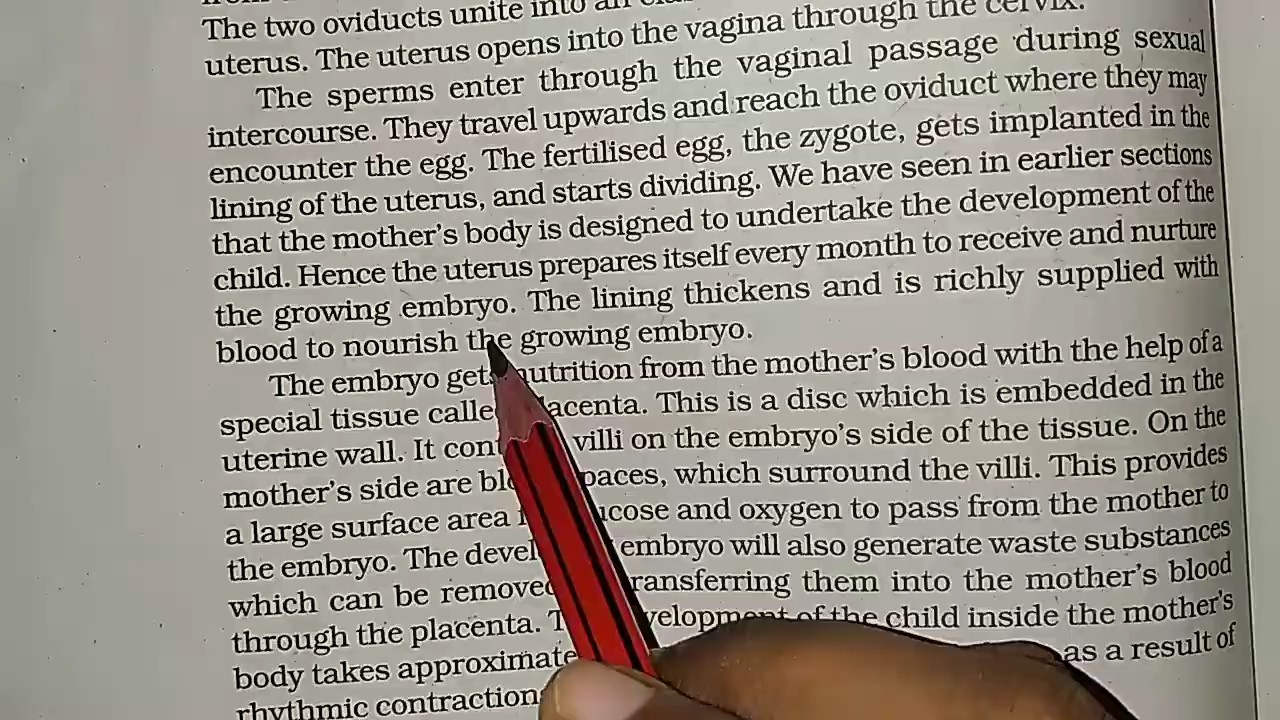 The two oviducts unite into an
uterus. The uterus opens into the vagina through the cervix.
The sperms enter through the vaginal passage during sexual
intercourse. They travel upwards and reach the oviduct where they may
encounter the egg. The fertilised egg, the zygote, gets implanted in the
lining of the uterus, and starts dividing. We have seen in earlier sections
that the mother's body is designed to undertake the development of the
child. Hence the uterus prepares itself every month to receive and nurture
the growing embryo. The lining thickens and is richly supplied with
blood to nourish the growing embryo.
The embryo gets nutrition from the mother's blood with the help of a
special tissue called placenta. This is a disc which is embedded in the
uterine wall. It villi on the embryo's side of the tissue. On the
mother's side are spaces, which surround the villi. This provides
a large surface area glucose and oxygen to pass from the mother to
the embryo. The embryo will also generate waste substances
which can be removed transferring them into the mother's blood
through the placenta. development of the child inside the mother's
body takes as a result of
rhythmic